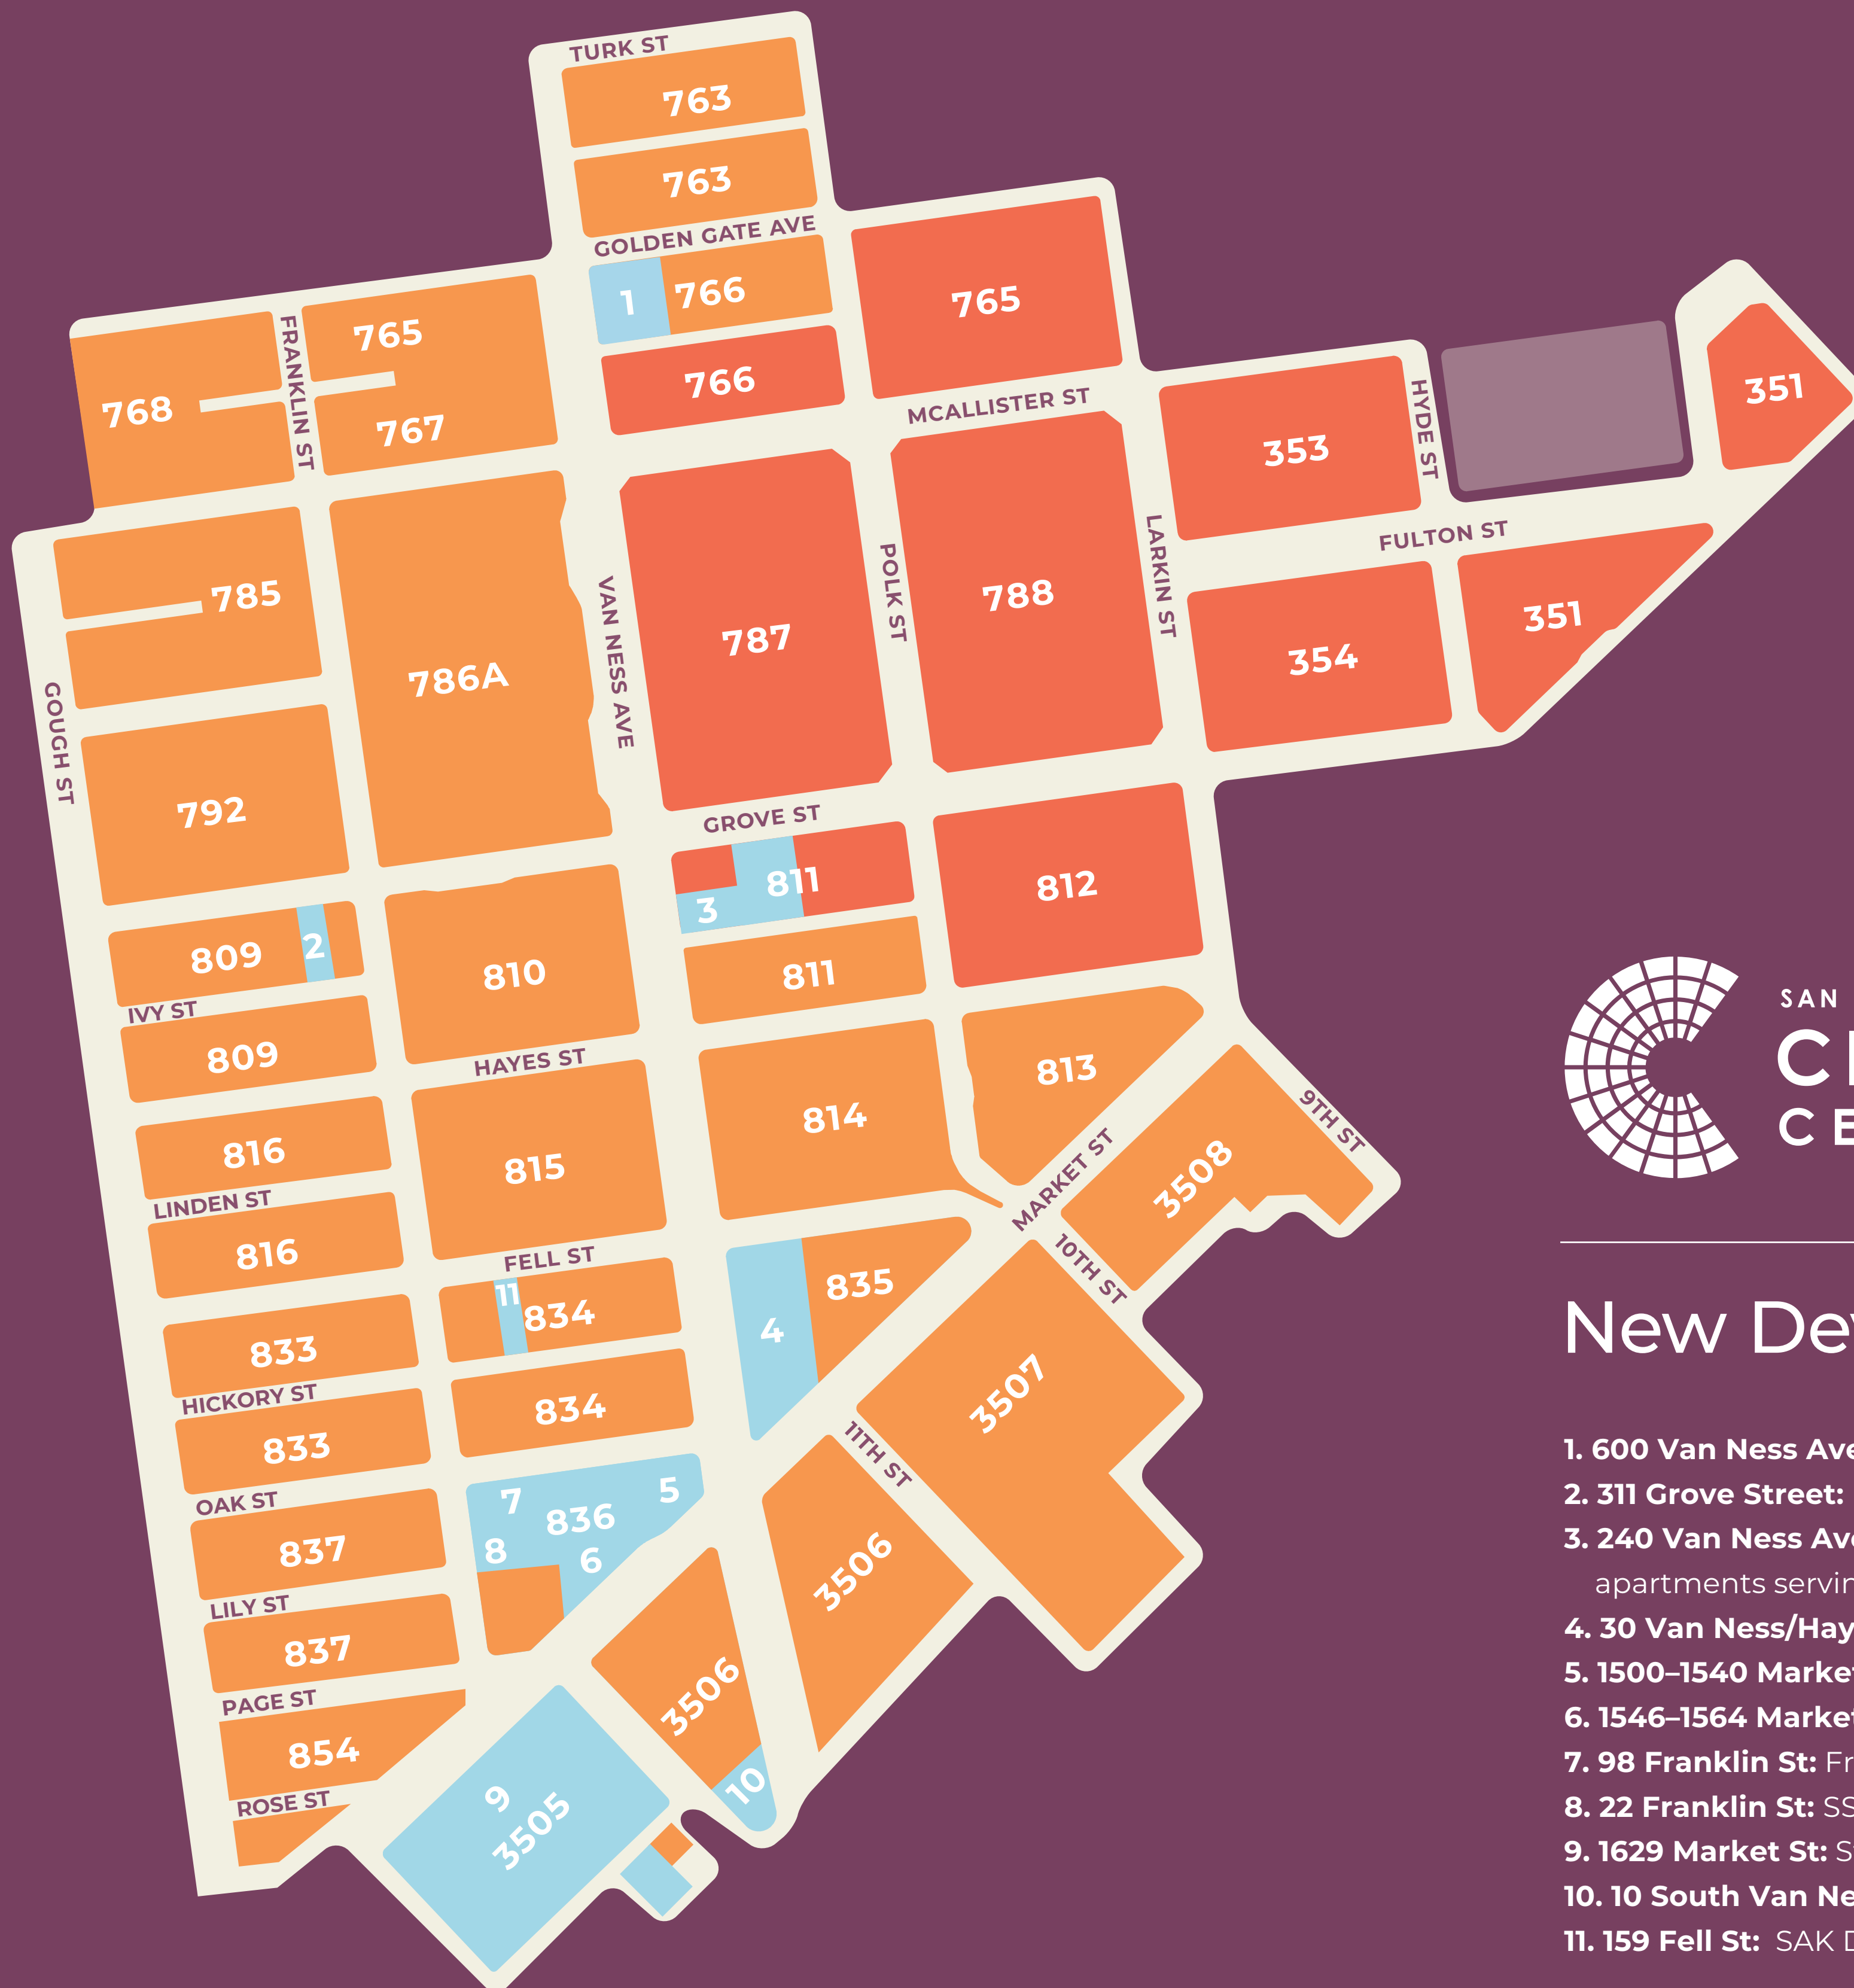 TURK ST
763
763
GOLDEN GATE AVE
1
766
765
766
FRANKLIN ST
765
768
767
MCALLISTER ST
353
HYDE ST
351
FULTON ST
785
786A
VAN NESS AVE
787
POLK ST
788
LARKIN ST
354
351
GOUGH ST
792
GROVE ST
811
3
812
809
2
810
811
IVY ST
809
HAYES ST
814
813
9TH ST
816
815
MARKET ST
3508
LINDEN ST
816
FELL ST
10TH ST
11
834
835
4
833
HICKORY ST
834
3507
833
11TH ST
OAK ST
7
836
5
8
6
837
3506
LILY ST
837
3506
PAGE ST
854
10
ROSE ST
9
3505
SAN
C
CE
New De
1. 600 Van Ness Ave
2. 311 Grove Street:
3. 240 Van Ness Ave
apartments servin
4. 30 Van Ness/Hay
5. 1500–1540 Market
6. 1546–1564 Market
7. 98 Franklin St: Fr
8. 22 Franklin St: SS
9. 1629 Market St: S
10. 10 South Van Ne
11. 159 Fell St: SAK D